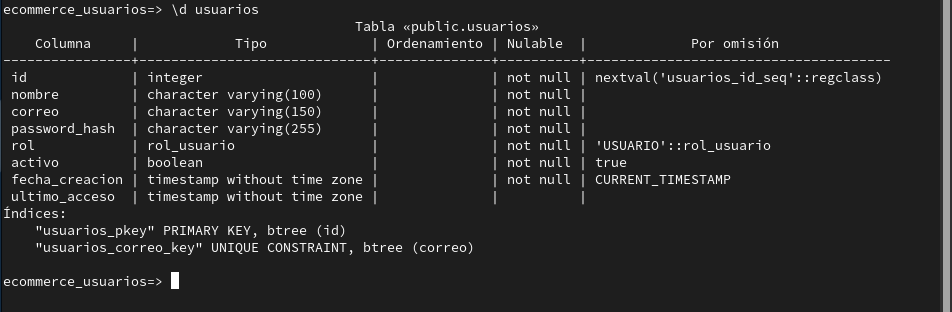 ecommerce_usuarios=> \d usuarios
                                            Tabla «public.usuarios»
    Columna     |            Tipo             | Ordenamiento | Nulable  |             Por omisión
----------------+-----------------------------+--------------+----------+--------------------------------------
 id             | integer                     |              | not null | nextval('usuarios_id_seq'::regclass)
 nombre         | character varying(100)      |              | not null |
 correo         | character varying(150)      |              | not null |
 password_hash  | character varying(255)      |              | not null |
 rol            | rol_usuario                 |              | not null | 'USUARIO'::rol_usuario
 activo         | boolean                     |              | not null | true
 fecha_creacion | timestamp without time zone |              | not null | CURRENT_TIMESTAMP
 ultimo_acceso  | timestamp without time zone |              |          |
Índices:
    "usuarios_pkey" PRIMARY KEY, btree (id)
    "usuarios_correo_key" UNIQUE CONSTRAINT, btree (correo)
ecommerce_usuarios=>